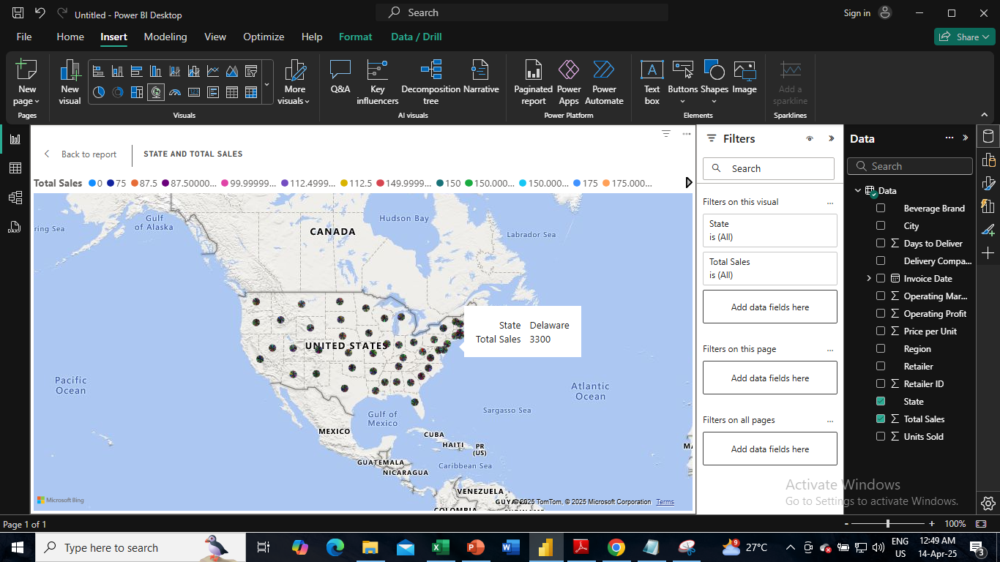 Untitled - Power BI Desktop
Search
Sign in
File
Home
Insert
Modeling
View
Optimize
Help
Format
Data / Drill
Share
New page
New visual
More visuals
Q&A
Key influencers
Decomposition tree
Narrative
Paginated report
Power Apps
Power Automate
Text box
Buttons
Shapes
Image
Add a sparkline
Pages
Visuals
AI visuals
Power Platform
Elements
Sparklines
DAX
Back to report
STATE AND TOTAL SALES
Total Sales
0
75
87.5
87.50000...
99.99999...
112.4999...
112.5
149.9999...
150
150.000...
150.000...
175
175.000...
Gulf of Alaska
ring Sea
Hudson Bay
CANADA
Labrador Sea
UNITED STATES
State Delaware
Total Sales 3300
Pacific Ocean
Atlantic Ocean
Sargasso Sea
Gulf of Mexico
MEXICO
CUBA
HAITI
PR (US)
MA
GUATEMALA
NICARAGUA
Caribbean Sea
VENEZUELA
GUYA
COLOMBIA
Microsoft Bing
© 2025 TomTom, © 2025 Microsoft Corporation
Terms
Filters
Search
Filters on this visual
...
State
is (All)
Total Sales
is (All)
Add data fields here
Filters on this page
...
Add data fields here
Filters on all pages
...
Add data fields here
Data
Search
Data
Beverage Brand
City
Days to Deliver
Delivery Compa...
Invoice Date
Operating Mar...
Operating Profit
Price per Unit
Region
Retailer
Retailer ID
State
Total Sales
Units Sold
Activate Windows
Go to Settings to activate Windows.
Page 1 of 1
- + 100%
Type here to search
9
27°C
ENG
US
12:49 AM
14-Apr-25
3